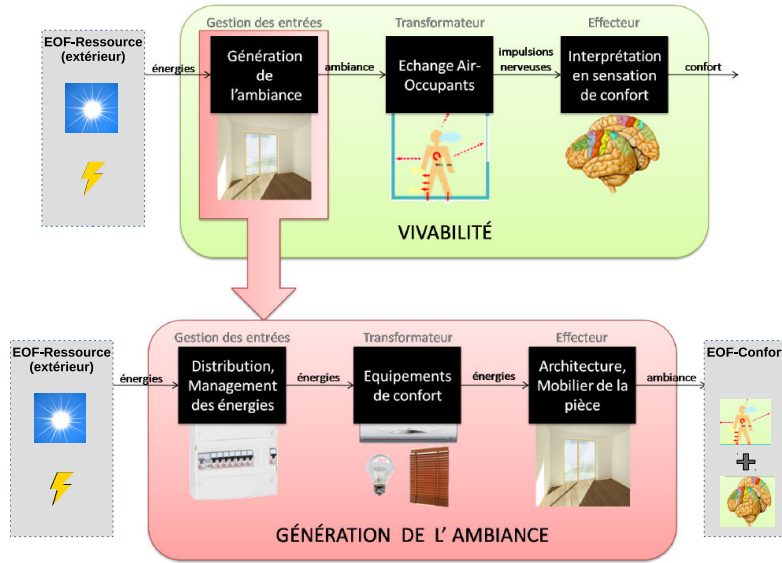 Gestion des entrées
Transformateur
Effecteur
EOF-Ressource
(extérieur)
énergies
Génération
de
l'ambiance
ambiance
Echange Air-
Occupants
impulsions
nerveuses
Interprétation
en sensation
de confort
confort
VIVABILITÉ
Gestion des entrées
Transformateur
Effecteur
EOF-Ressource
(extérieur)
énergies
Distribution,
Management
des énergies
énergies
Equipements
de confort
énergies
Architecture,
Mobilier de la
pièce
ambiance
EOF-Confor
GÉNÉRATION DE L' AMBIANCE